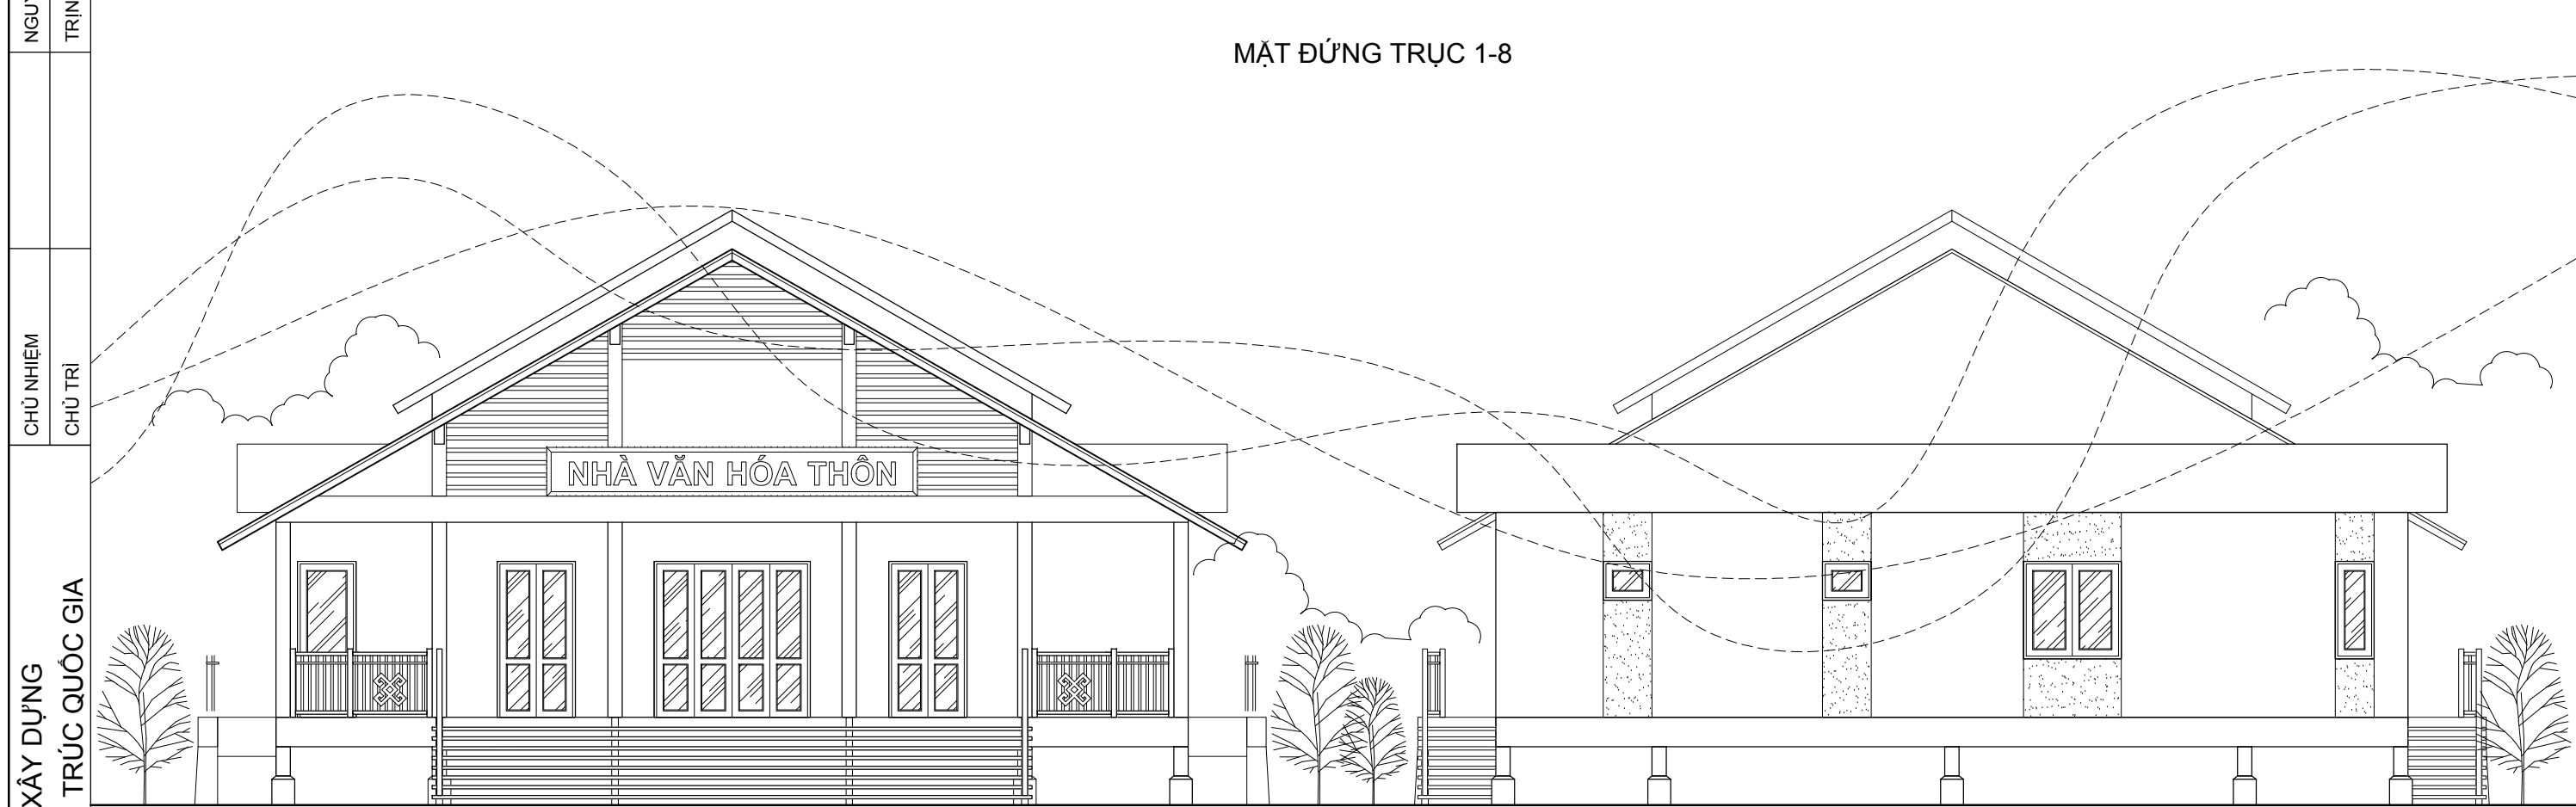 MẶT ĐỨNG TRỤC 1-8
NHÀ VĂN HÓA THÔN
CHỦ NHIỆM
CHỦ TRÌ
XÂY DỰNG
TRÚC QUỐC GIA